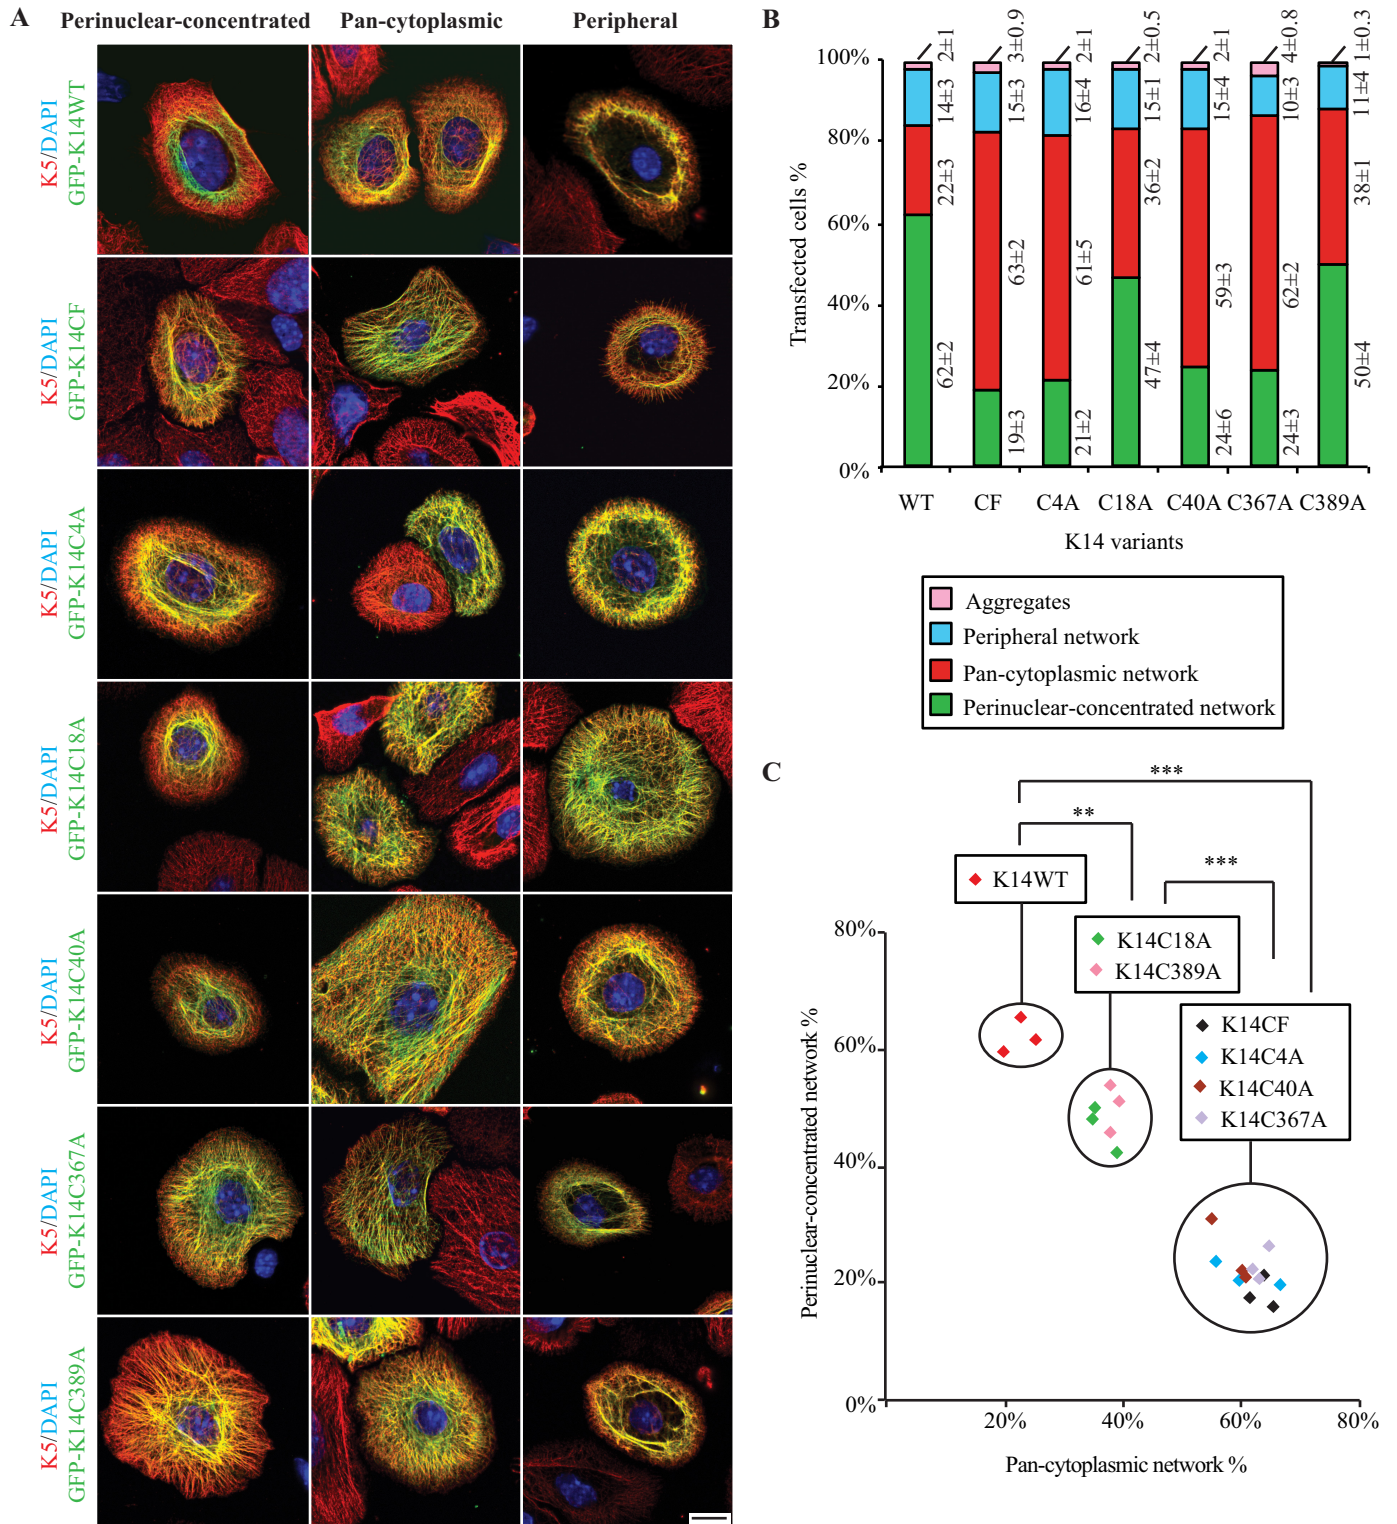 A
Perinuclear-concentrated
Pan-cytoplasmic
Peripheral
K5/DAPI
GFP-K14WT
K5/DAPI
GFP-K14CF
K5/DAPI
GFP-K14C4A
K5/DAPI
GFP-K14C18A
K5/DAPI
GFP-K14C40A
K5/DAPI
GFP-K14C367A
K5/DAPI
GFP-K14C389A
B
Transfected cells %
100%
80%
60%
40%
20%
0%
2±1
14±3
22±3
62±2
3±0.9
15±3
63±2
19±3
2±1
16±4
61±5
21±2
2±0.5
15±1
36±2
47±4
2±1
15±4
59±3
24±6
4±0.8
10±3
62±2
24±3
1±0.3
11±4
38±1
50±4
WT CF C4A C18A C40A C367A C389A
K14 variants
Aggregates
Peripheral network
Pan-cytoplasmic network
Perinuclear-concentrated network
C
***
**
***
K14WT
K14C18A
K14C389A
K14CF
K14C4A
K14C40A
K14C367A
Perinuclear-concentrated network %
80%
60%
40%
20%
0%
20% 40% 60% 80%
Pan-cytoplasmic network %